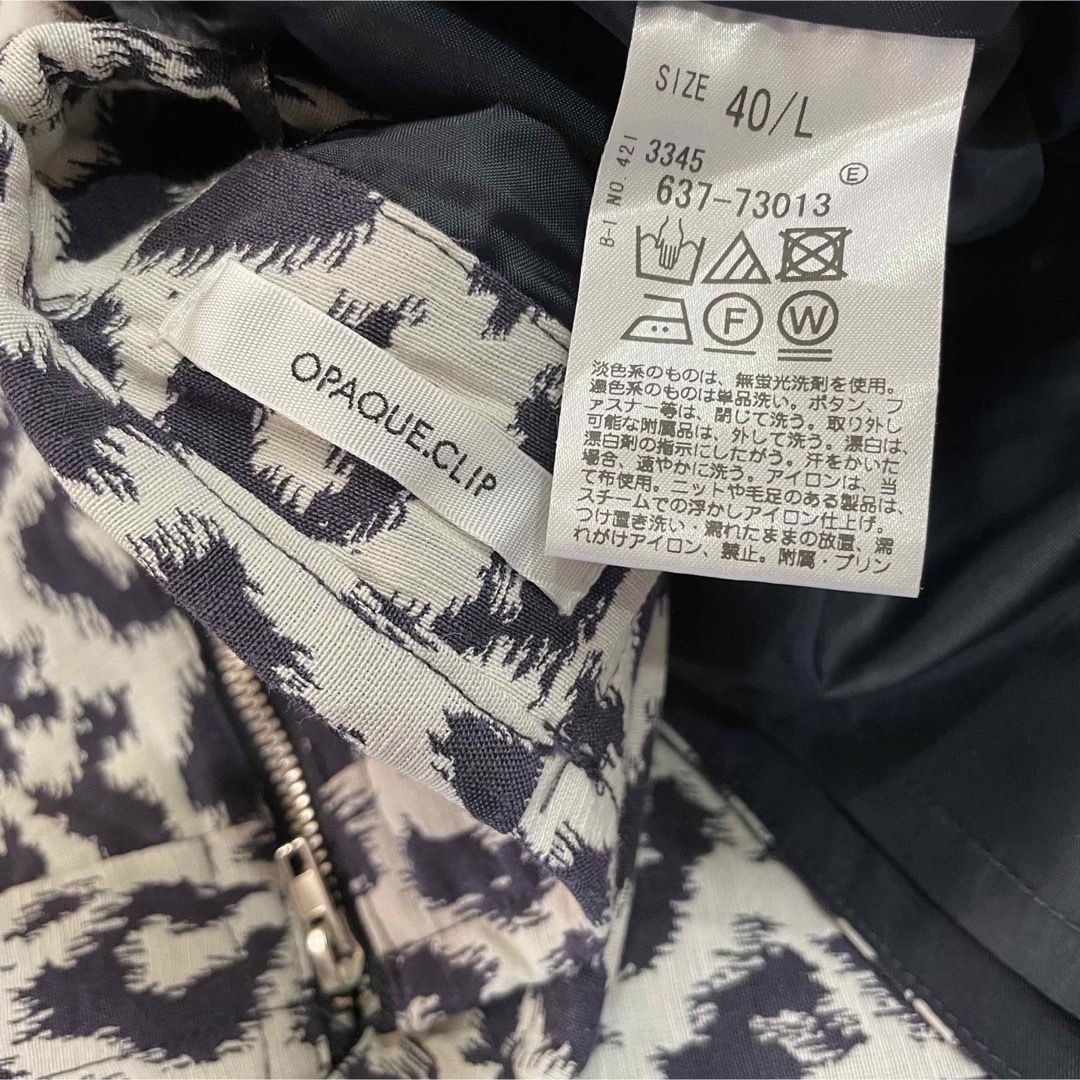 SIZE 40/L
B-1 NO. 421
3345
637-73013
E
F
W
淡色系のものは、無蛍光洗剤を使用。
濃色系のものは単品洗い。ボタン、フ
ァスナー等は、閉じて洗う。取り外し
可能な附属品は、外して洗う。漂白は、
漂白剤の指示にしたがう。汗をかいた
場合、速やかに洗う。アイロンは、当
て布使用。ニットや毛足のある製品は、
スチームでの浮かしアイロン仕上げ。
つけ置き洗い・濡れたままの放置、濡
れがけアイロン、禁止。附属・プリン
OPAQUE.CLIP